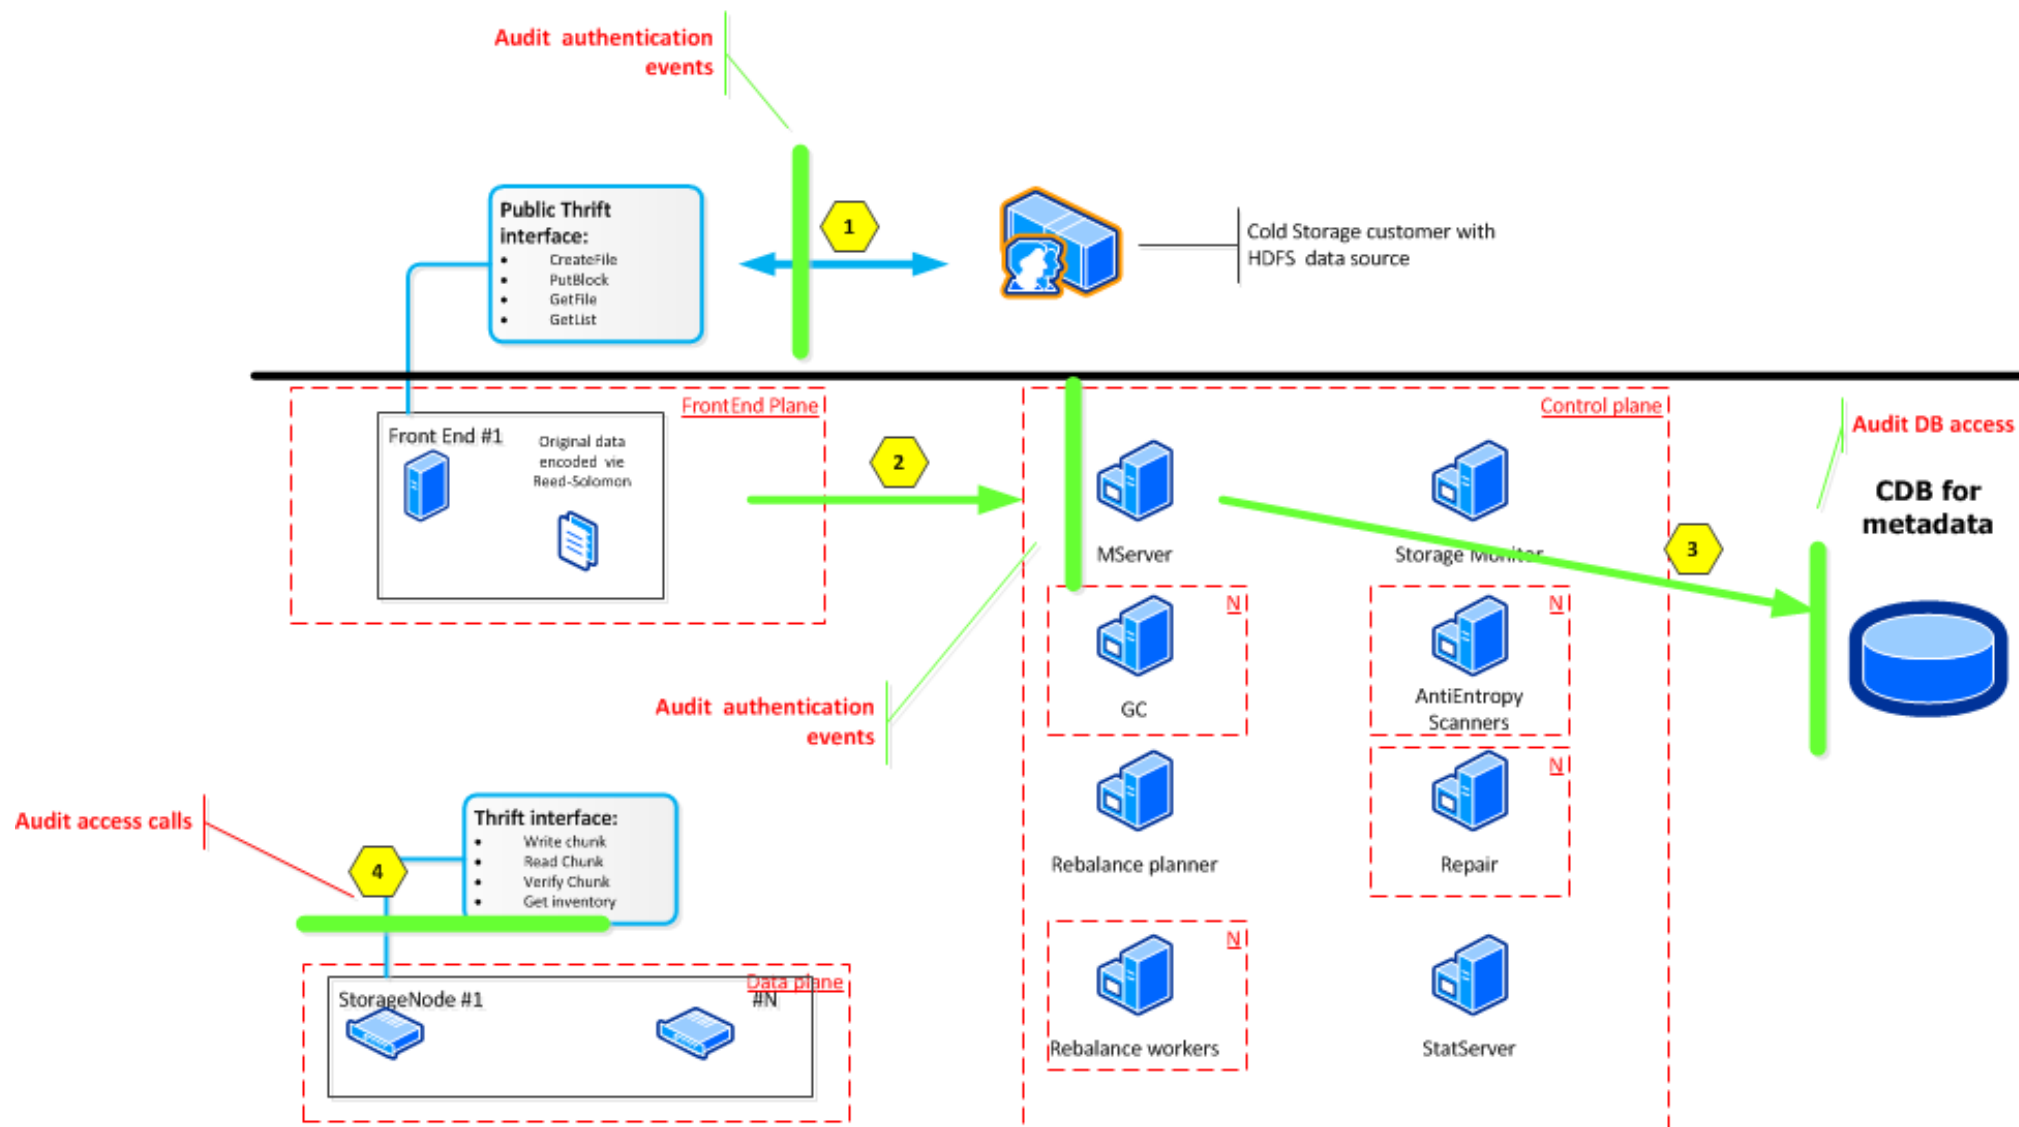 Audit authentication
events
1
Public Thrift
interface:
• CreateFile
• PutBlock
• GetFile
• GetList
Cold Storage customer with
HDFS data source
FrontEnd Plane
Front End #1
Original data
encoded vie
Reed-Solomon
2
Control plane
MServer
Storage Monitor
3
Audit DB access
CDB for
metadata
N
GC
N
AntiEntropy
Scanners
Audit authentication
events
Rebalance planner
N
Repair
N
Rebalance workers
StatServer
Audit access calls
4
Thrift interface:
• Write chunk
• Read Chunk
• Verify Chunk
• Get inventory
Data plane
StorageNode #1
#N